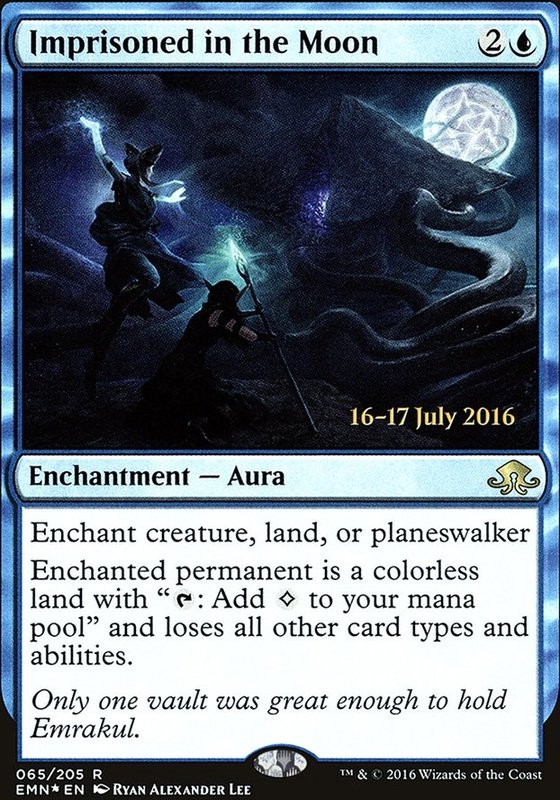 Imprisoned in the Moon 2
16–17 July 2016
Enchantment — Aura
Enchant creature, land, or planeswalker
Enchanted permanent is a colorless
land with “: Add to your mana
pool” and loses all other card types and
abilities.
Only one vault was great enough to hold
Emrakul.
065/205 R
EMN★EN Ryan Alexander Lee
™ & © 2016 Wizards of the Coast